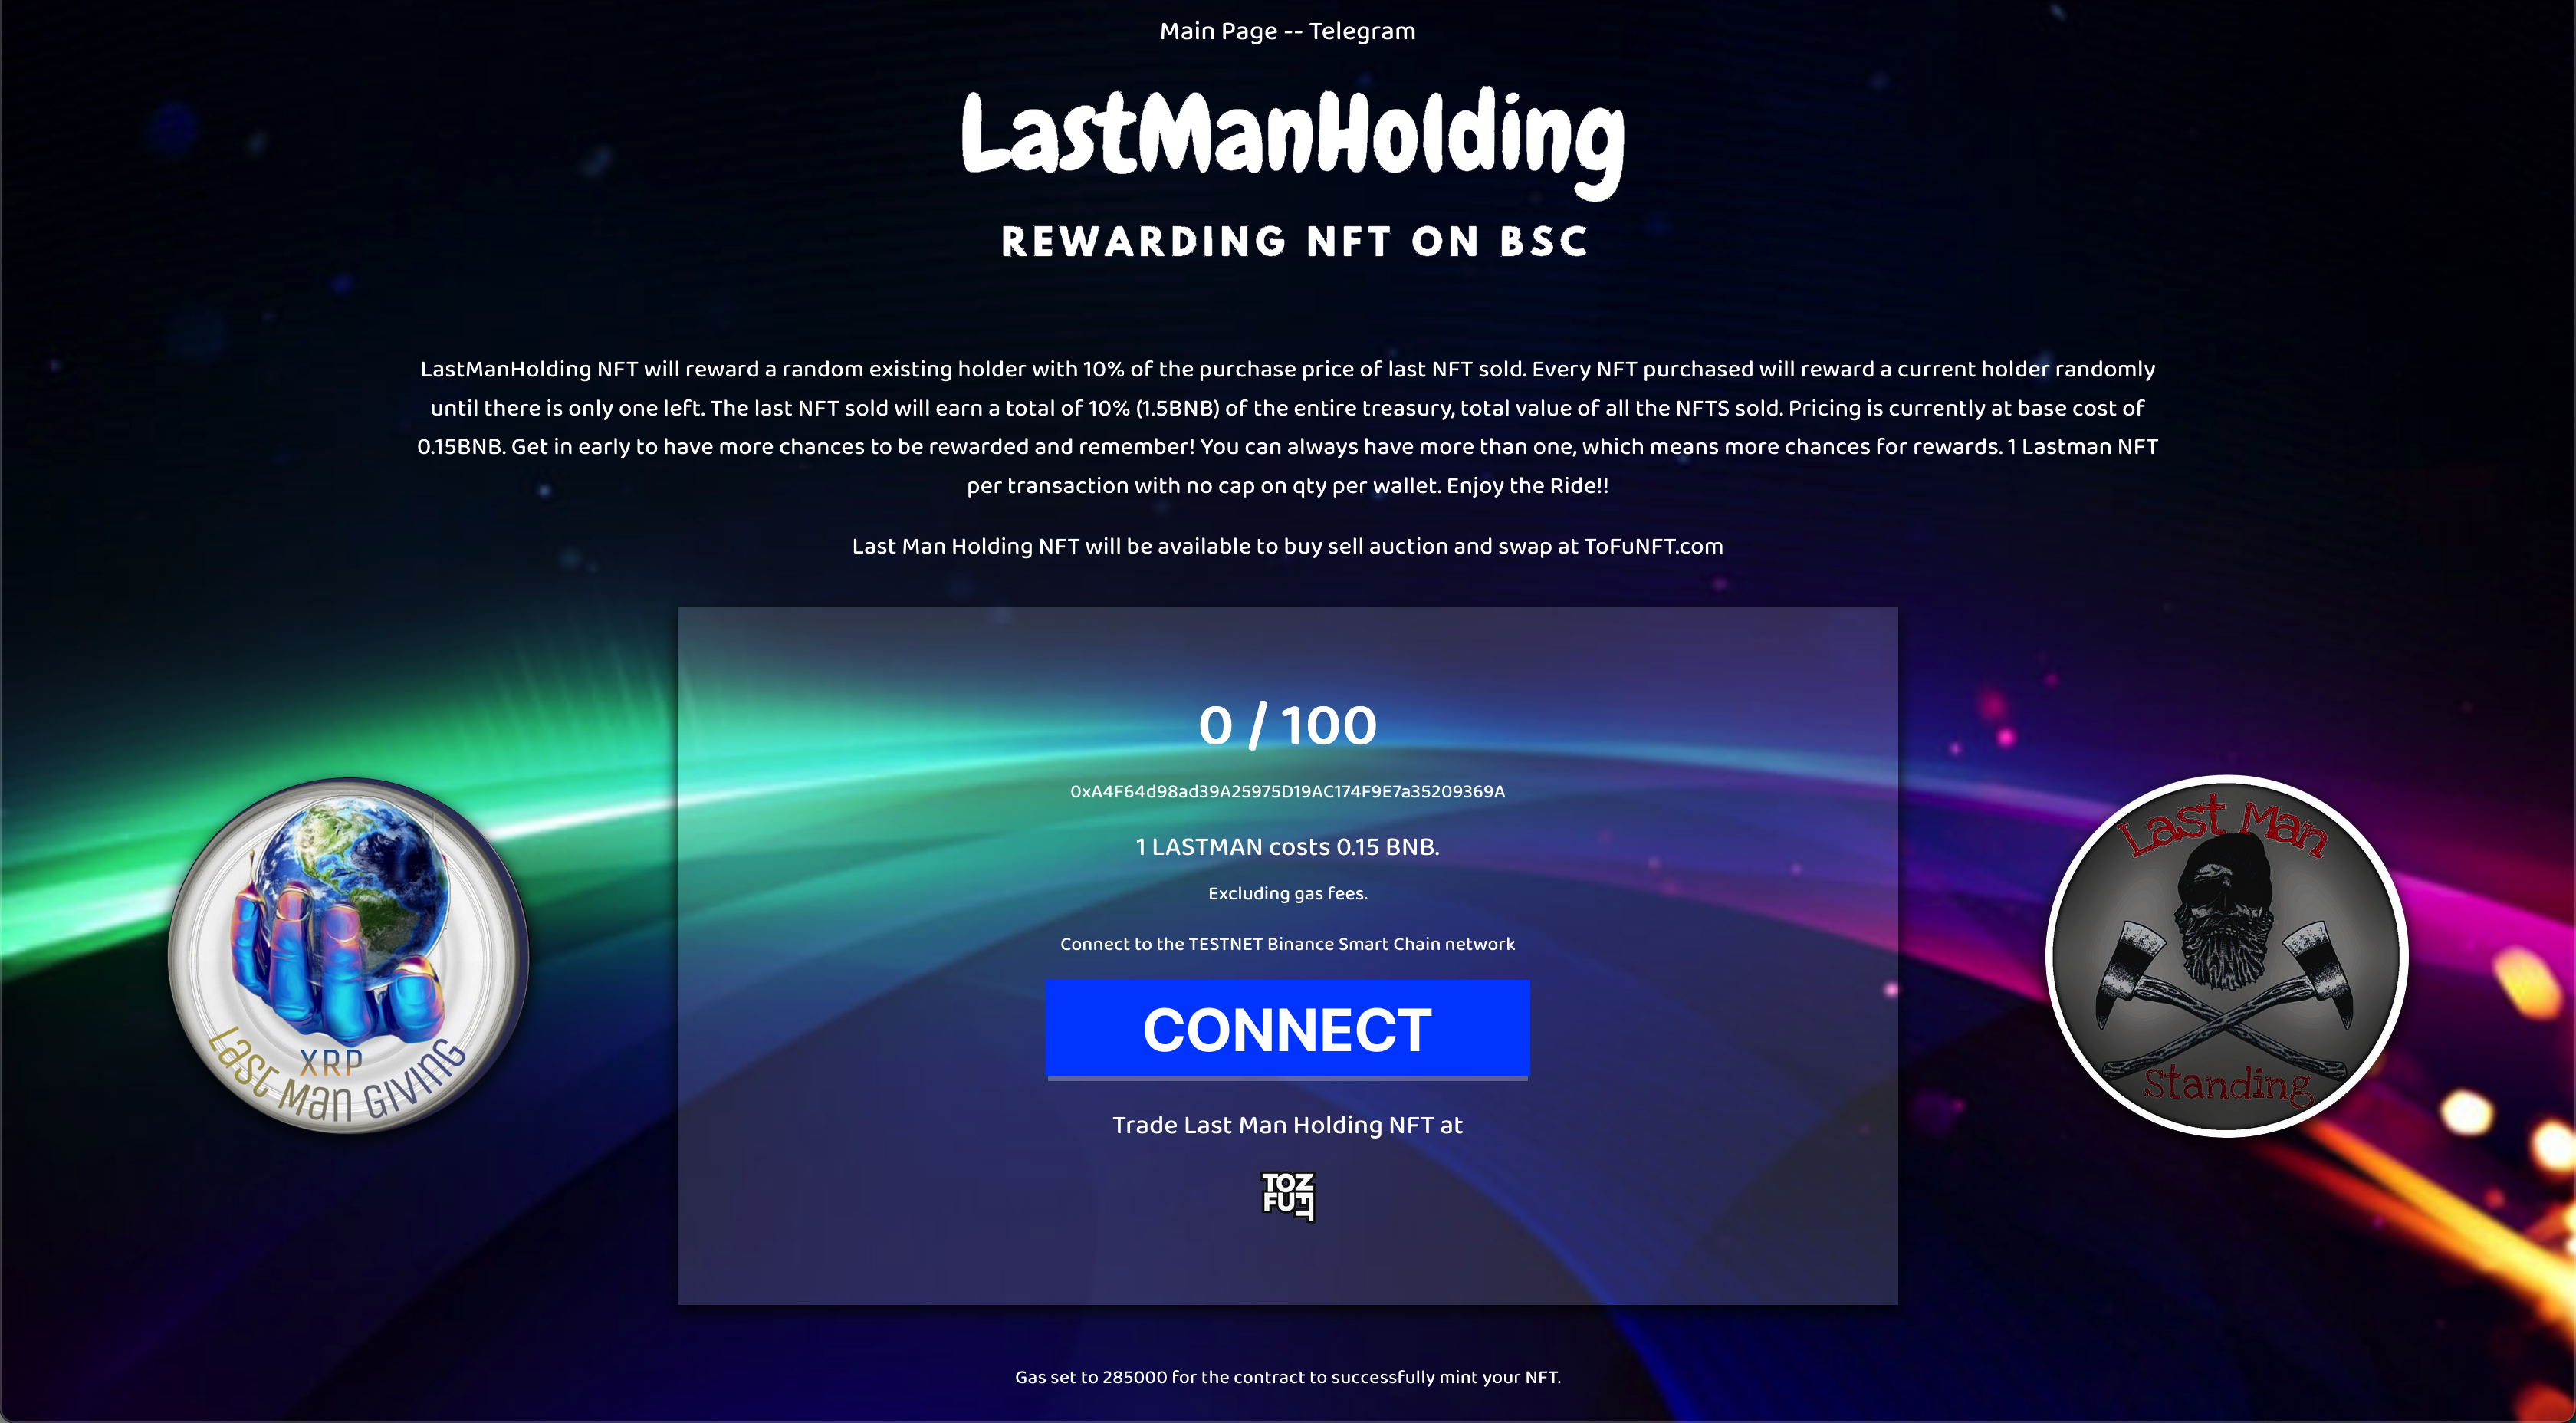 Main Page -- Telegram
LastManHolding
REWARDING NFT ON BSC
LastManHolding NFT will reward a random existing holder with 10% of the purchase price of last NFT sold. Every NFT purchased will reward a current holder randomly
until there is only one left. The last NFT sold will earn a total of 10% (1.5BNB) of the entire treasury, total value of all the NFTS sold. Pricing is currently at base cost of
0.15BNB. Get in early to have more chances to be rewarded and remember! You can always have more than one, which means more chances for rewards. 1 Lastman NFT
per transaction with no cap on qty per wallet. Enjoy the Ride!!
Last Man Holding NFT will be available to buy sell auction and swap at ToFuNFT.com
0 / 100
0xA4F64d98ad39A25975D19AC174F9E7a35209369A
1 LASTMAN costs 0.15 BNB.
Excluding gas fees.
Connect to the TESTNET Binance Smart Chain network
CONNECT
Trade Last Man Holding NFT at
TOZ
FU
XRP
Last Man GIVING
Last Man
Standing
Gas set to 285000 for the contract to successfully mint your NFT.